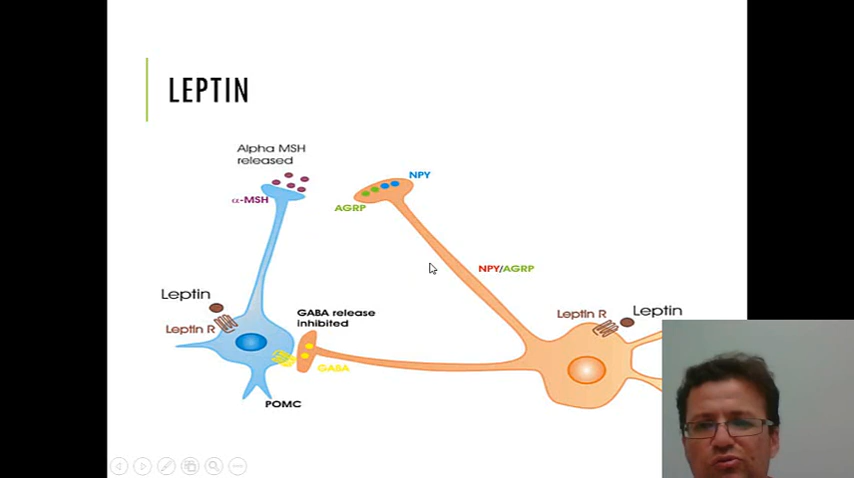 LEPTIN
Alpha MSH
released
α-MSH
NPY
AGRP
NPY/AGRP
Leptin
Leptin R
GABA release
inhibited
GABA
POMC
Leptin R
Leptin